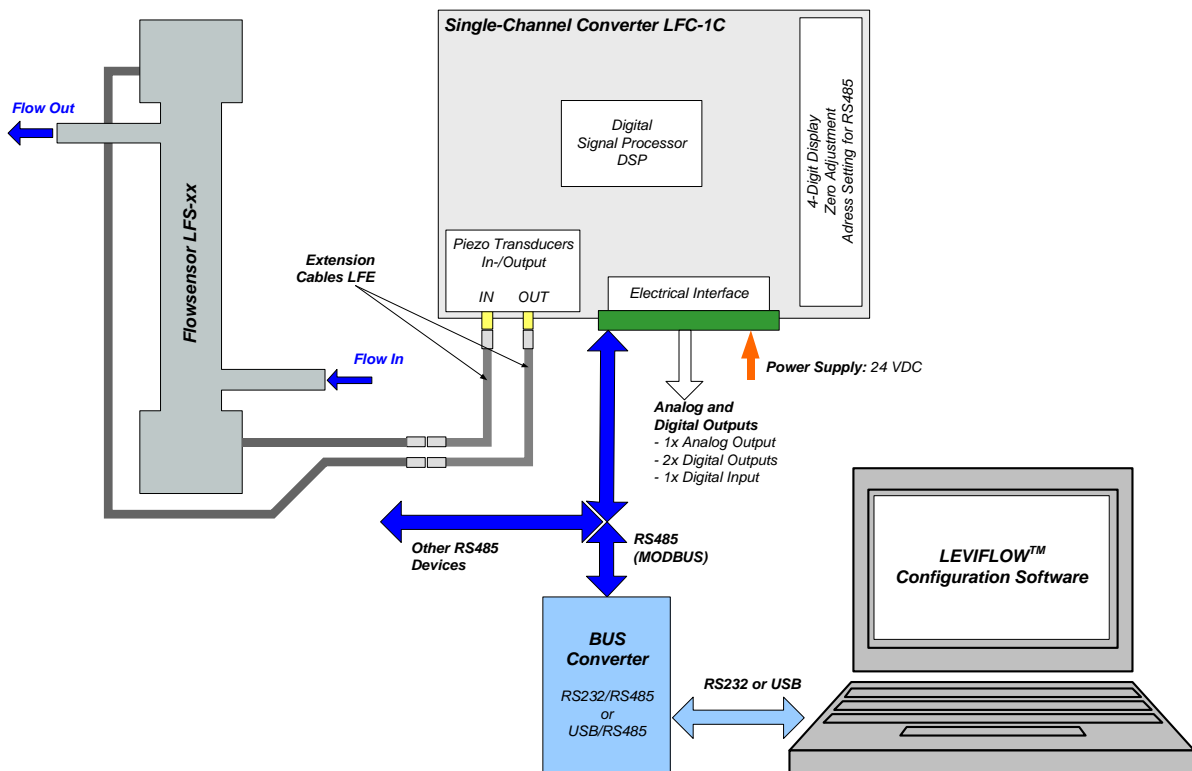 Single-Channel Converter LFC-1C
Flow Out
Digital
Signal Processor
DSP
4-Digit Display
Zero Adjustment
Adress Setting for RS485
Flowsensor LFS-xx
Extension
Cables LFE
Piezo Transducers
In-/Output
IN OUT
Electrical Interface
Flow In
Power Supply: 24 VDC
Analog and
Digital Outputs
- 1x Analog Output
- 2x Digital Outputs
- 1x Digital Input
Other RS485
Devices
RS485
(MODBUS)
LEVIFLOW™
Configuration Software
BUS
Converter
RS232/RS485
or
USB/RS485
RS232 or USB